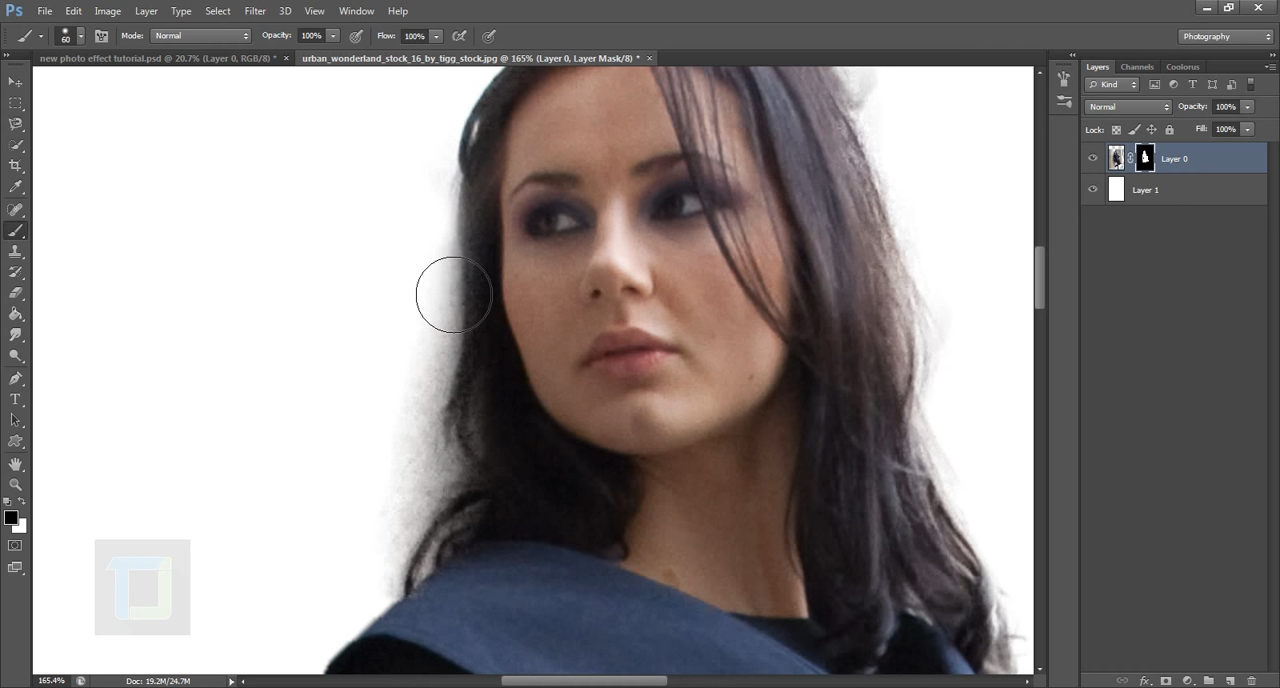 Ps File Edit Image Layer Type Select Filter 3D View Window Help
60 Mode: Normal Opacity: 100% Flow: 100% Photography
new photo effect tutorial.psd @ 20.7% (Layer 0, RGB/8) * × urban_wonderland_stock_16_by_tigg_stock.jpg @ 165% (Layer 0, Layer Mask/8) * ×
Layers Channels Coolorus
Kind
Normal Opacity: 100%
Lock: Fill: 100%
Layer 0
Layer 1
165.4% Doc: 19.2M/24.7M